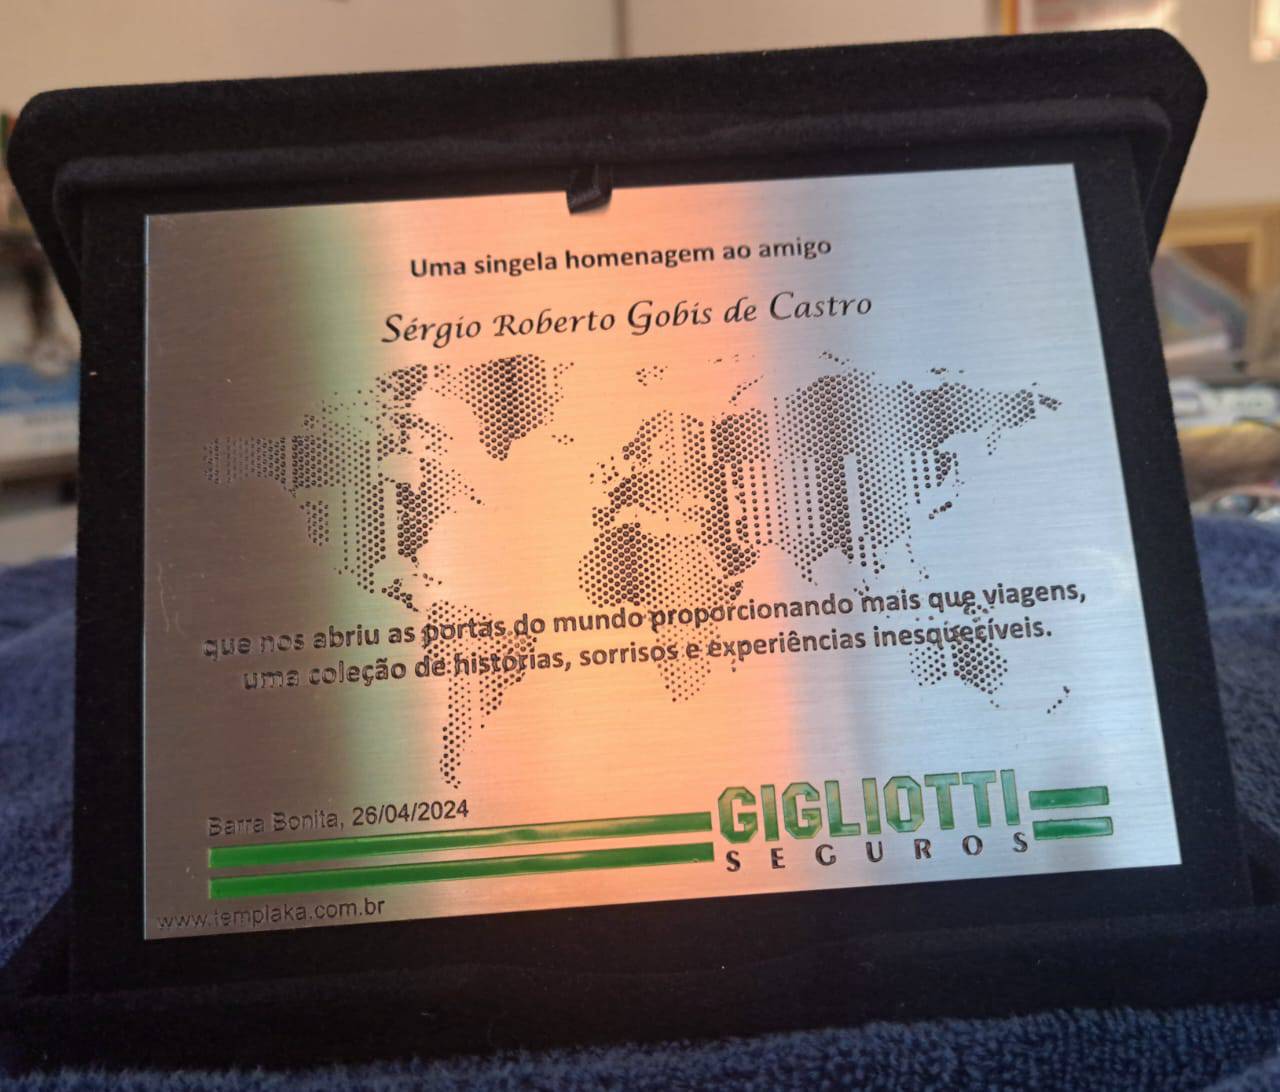 Uma singela homenagem ao amigo
Sérgio Roberto Gobis de Castro
que nos abriu as portas do mundo proporcionando mais que viagens,
uma coleção de histórias, sorrisos e experiências inesquecíveis.
Barra Bonita, 26/04/2024
GIGLIOTTI
SEGUROS
www.templaka.com.br